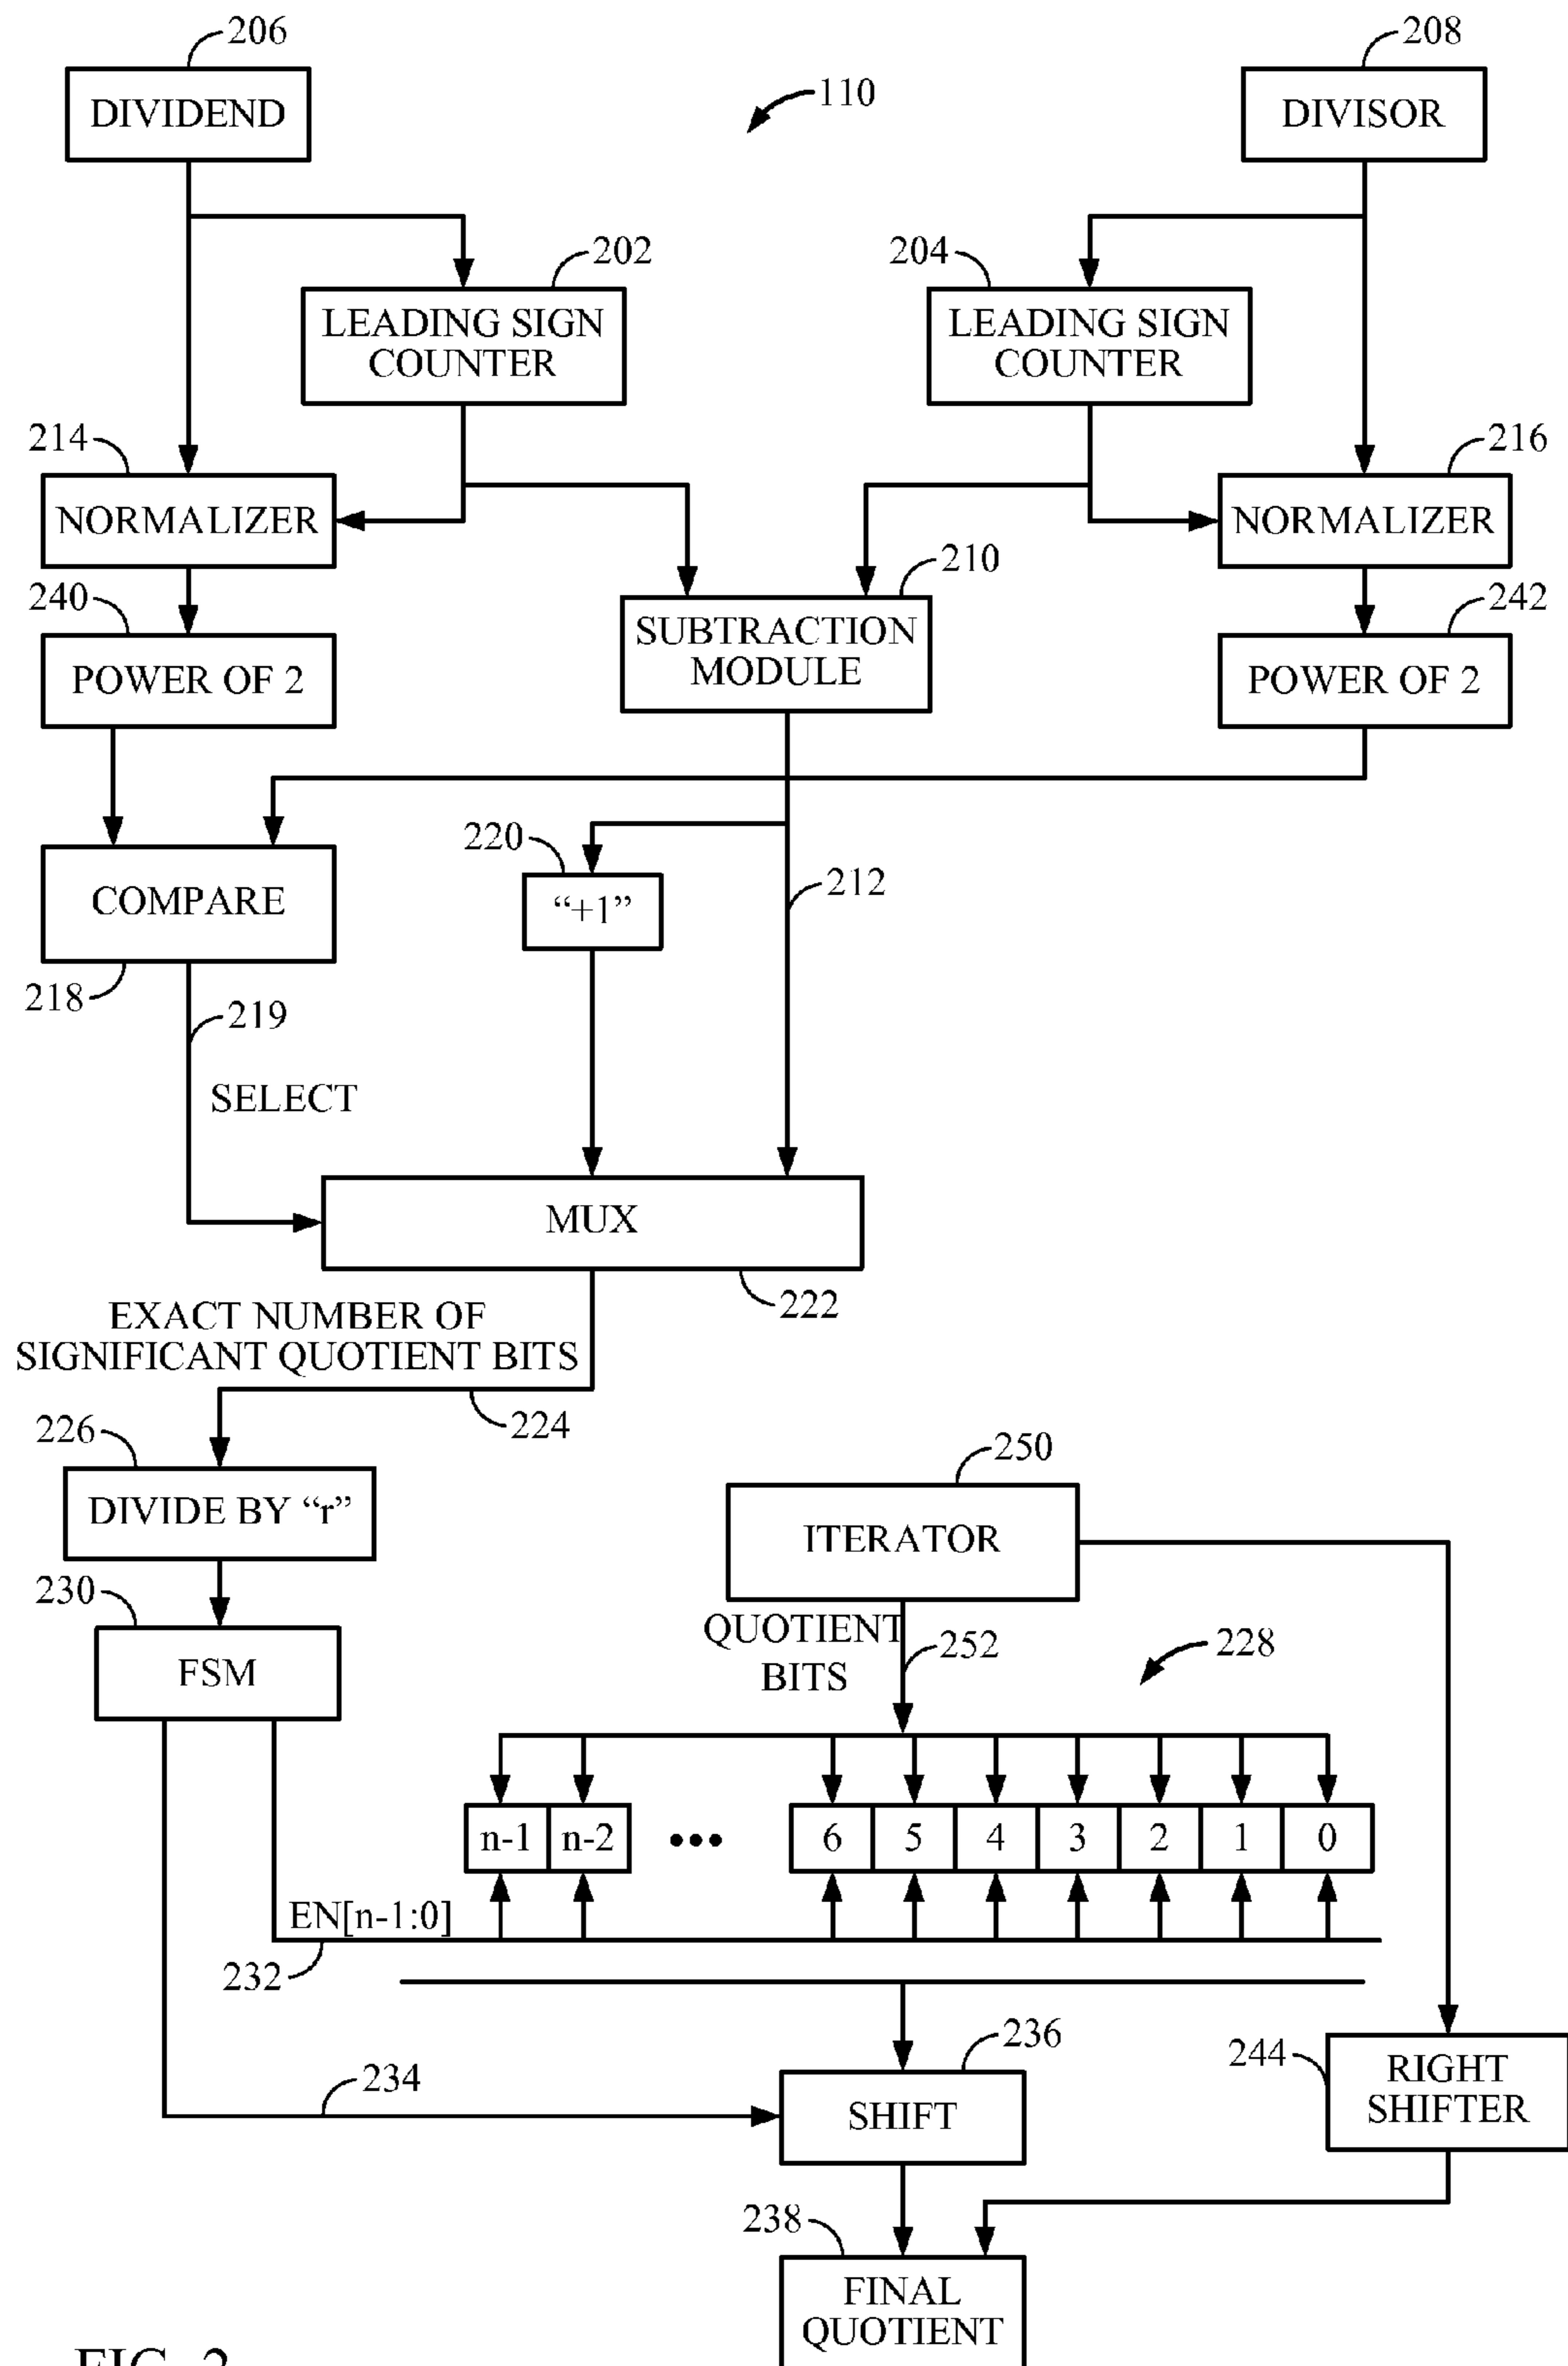 206
208
110
DIVIDEND
DIVISOR
202
204
LEADING SIGN
COUNTER
LEADING SIGN
COUNTER
214
216
NORMALIZER
NORMALIZER
210
240
242
SUBTRACTION
MODULE
POWER OF 2
POWER OF 2
220
212
COMPARE
“+1”
218
219
SELECT
MUX
222
EXACT NUMBER OF
SIGNIFICANT QUOTIENT BITS
224
226
250
DIVIDE BY “r”
ITERATOR
230
QUOTIENT
BITS
252
228
FSM
n-1 n-2 ••• 6 5 4 3 2 1 0
EN[n-1:0]
232
236
244
RIGHT
SHIFTER
234
SHIFT
238
FINAL
QUOTIENT
FIG. 2